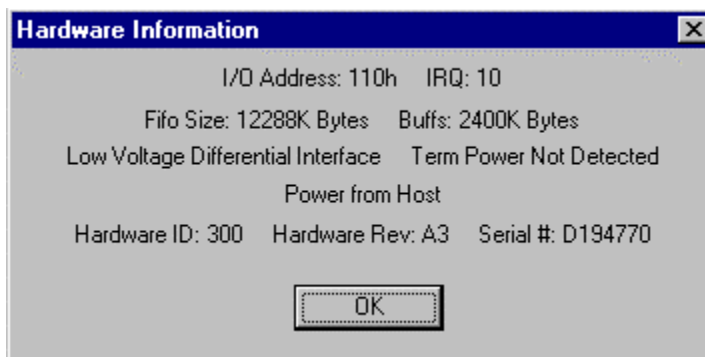 Hardware Information
I/O Address: 110h IRQ: 10
Fifo Size: 12288K Bytes Buffs: 2400K Bytes
Low Voltage Differential Interface Term Power Not Detected
Power from Host
Hardware ID: 300 Hardware Rev: A3 Serial #: D194770
OK